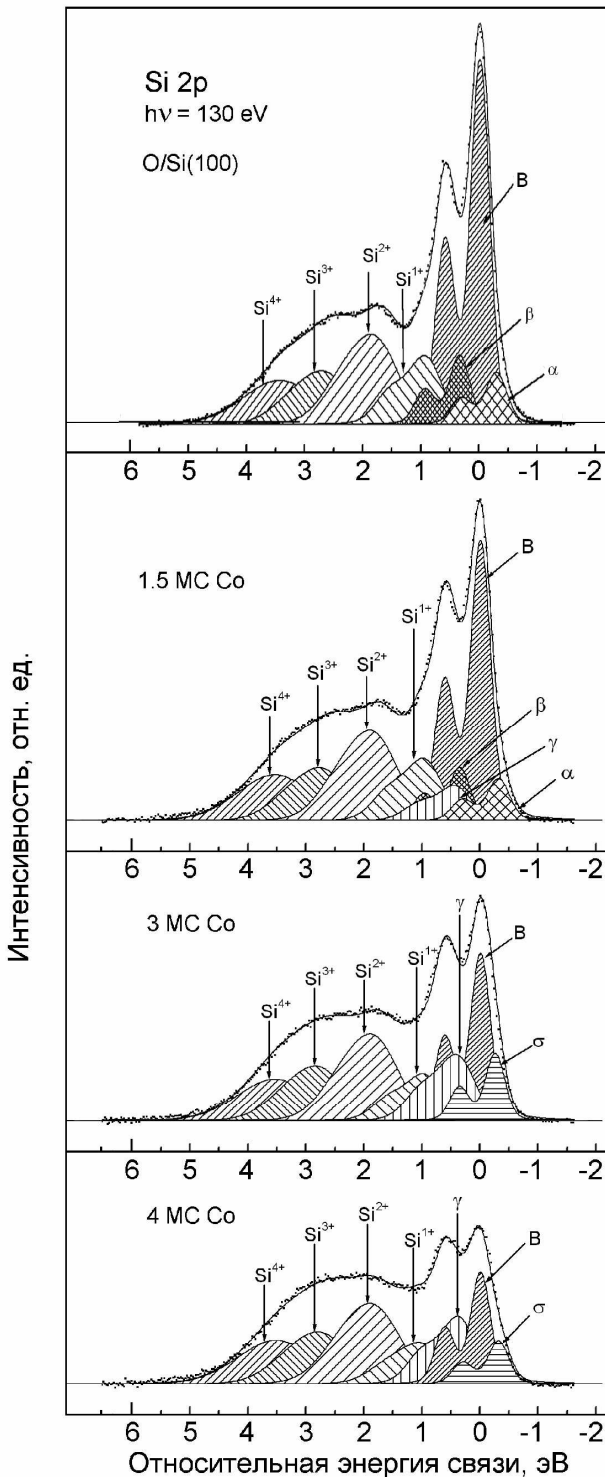 Si 2p
hν = 130 eV
O/Si(100)
Si⁴⁺ Si³⁺ Si²⁺ Si¹⁺ B β α
6 5 4 3 2 1 0 -1 -2
1.5 MC Co
Si⁴⁺ Si³⁺ Si²⁺ Si¹⁺ B β γ α
6 5 4 3 2 1 0 -1 -2
3 MC Co
Si⁴⁺ Si³⁺ Si²⁺ Si¹⁺ γ B σ
6 5 4 3 2 1 0 -1 -2
4 MC Co
Si⁴⁺ Si³⁺ Si²⁺ Si¹⁺ γ B σ
6 5 4 3 2 1 0 -1 -2
Интенсивность, отн. ед.
Относительная энергия связи, эВ